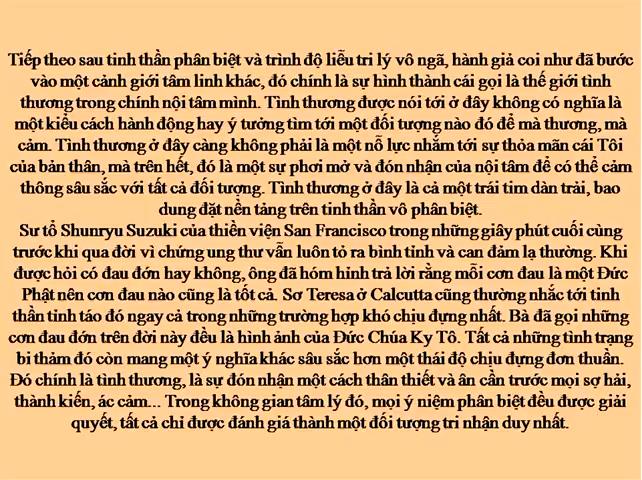 Tiếp theo sau tinh thần phân biệt và trình độ liễu tri lý vô ngã, hành giả coi như đã bước
vào một cảnh giới tâm linh khác, đó chính là sự hình thành cái gọi là thế giới tình
thương trong chính nội tâm mình. Tình thương được nói tới ở đây không có nghĩa là
một kiểu cách hành động hay ý tưởng tìm tới một đối tượng nào đó để mà thương, mà
cảm. Tình thương ở đây càng không phải là một nỗ lực nhắm tới sự thỏa mãn cái Tôi
của bản thân, mà trên hết, đó là một sự phơi mở và đón nhận của nội tâm để có thể cảm
thông sâu sắc với tất cả đối tượng. Tình thương ở đây là cả một trái tim dàn trải, bao
dung đặt nền tảng trên tinh thần vô phân biệt.
Sư tổ Shunryu Suzuki của thiền viện San Francisco trong những giây phút cuối cùng
trước khi qua đời vì chứng ung thư vẫn luôn tỏ ra bình tỉnh và can đảm lạ thường. Khi
được hỏi có đau đớn hay không, ông đã hóm hỉnh trả lời rằng mỗi cơn đau là một Đức
Phật nên cơn đau nào cũng là tốt cả. Sơ Teresa ở Calcutta cũng thường nhắc tới tinh
thần tỉnh táo đó ngay cả trong những trường hợp khó chịu đựng nhất. Bà đã gọi những
cơn đau đớn trên đời này đều là hình ảnh của Đức Chúa Ky Tô. Tất cả những tình trạng
bi thảm đó còn mang một ý nghĩa khác sâu sắc hơn một thái độ chịu đựng đơn thuần.
Đó chính là tình thương, là sự đón nhận một cách thân thiết và ân cần trước mọi sợ hải,
thành kiến, ác cảm... Trong không gian tâm lý đó, mọi ý niệm phân biệt đều được giải
quyết, tất cả chỉ được đánh giá thành một đối tượng tri nhận duy nhất.